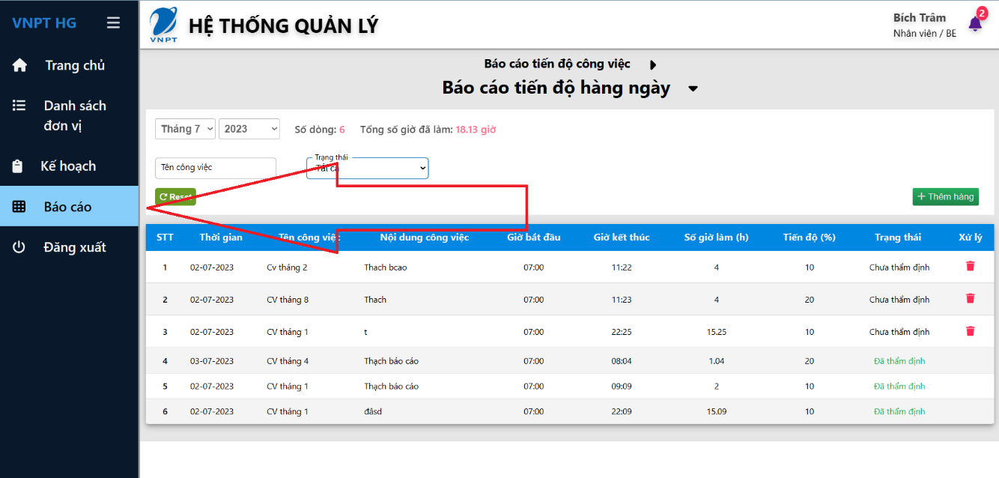 VNPT HG
Trang chủ
Danh sách
đơn vị
Kế hoạch
Báo cáo
Đăng xuất
VNPT
HỆ THỐNG QUẢN LÝ
Bích Trâm
Nhân viên / BE
2
Báo cáo tiến độ công việc
Báo cáo tiến độ hàng ngày
Tháng 7 2023 Số dòng: 6 Tổng số giờ đã làm: 18.13 giờ
Trạng thái
Tên công việc Tất cả
Reset + Thêm hàng
STT Thời gian Tên công việc Nội dung công việc Giờ bắt đầu Giờ kết thúc Số giờ làm (h) Tiến độ (%) Trạng thái Xử lý
1 02-07-2023 Cv tháng 2 Thach bcao 07:00 11:22 4 10 Chưa thẩm định
2 02-07-2023 CV tháng 8 Thach 07:00 11:23 4 20 Chưa thẩm định
3 02-07-2023 CV tháng 1 t 07:00 22:25 15.25 10 Chưa thẩm định
4 03-07-2023 CV tháng 4 Thạch báo cáo 07:00 08:04 1.04 20 Đã thẩm định
5 02-07-2023 CV tháng 1 Thạch báo cáo 07:00 09:09 2 10 Đã thẩm định
6 02-07-2023 CV tháng 1 đâsd 07:00 22:09 15.09 10 Đã thẩm định